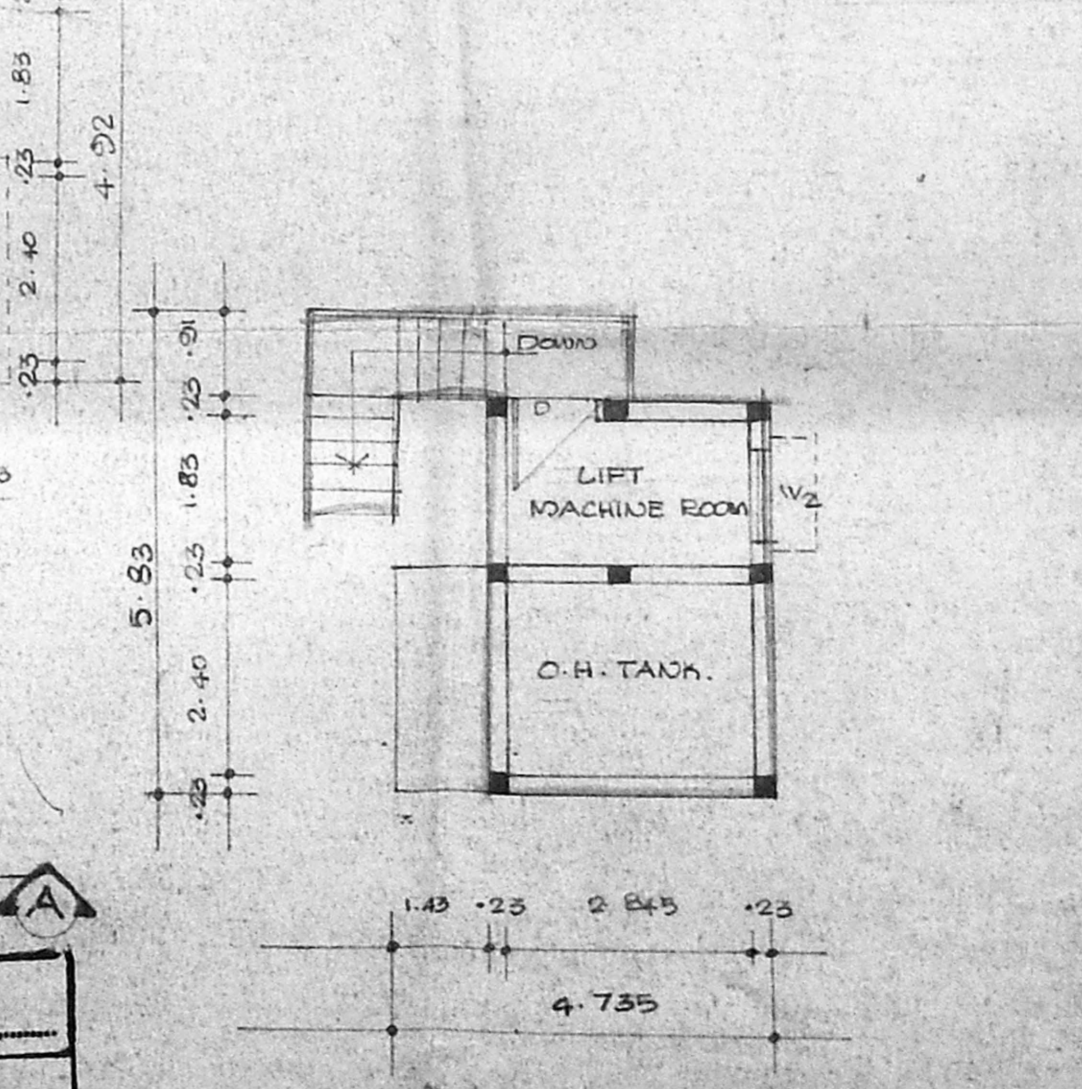 1.83
.23
4.92
2.40
.23
.91
.23
1.83
.23
5.83
2.40
.23
DOWN
D
LIFT
MACHINE ROOM
W2
O.H. TANK.
A
1.43 .23 2.845 .23
4.735